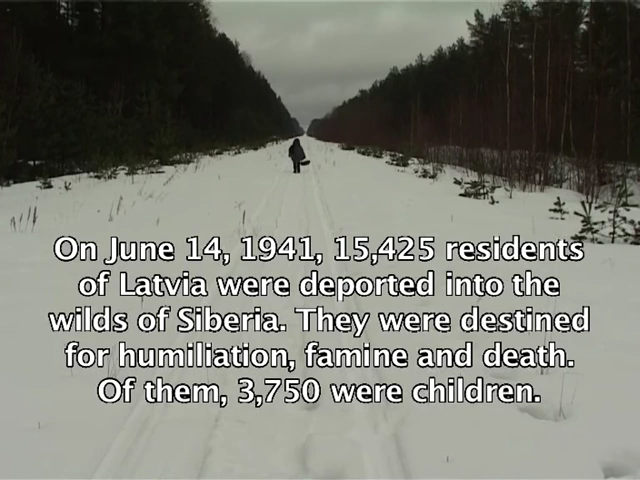 On June 14, 1941, 15,425 residents
of Latvia were deported into the
wilds of Siberia. They were destined
for humiliation, famine and death.
Of them, 3,750 were children.